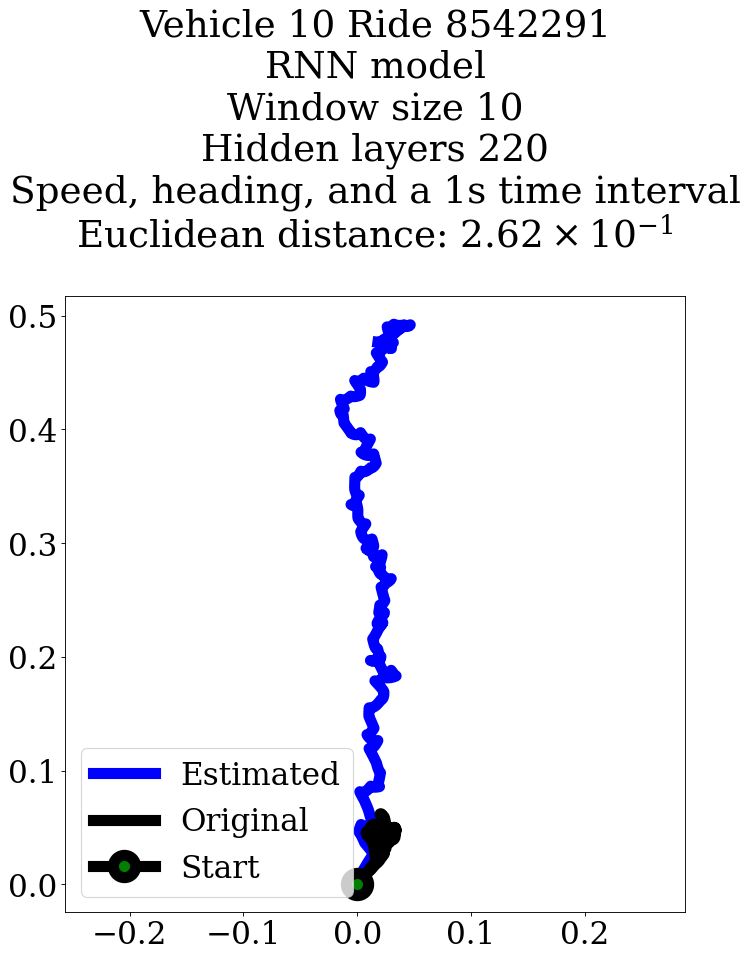 Vehicle 10 Ride 8542291
RNN model
Window size 10
Hidden layers 220
Speed, heading, and a 1s time interval
Euclidean distance: 2.62 × 10⁻¹
0.5
0.4
0.3
0.2
0.1
0.0
Estimated
Original
Start
−0.2
−0.1
0.0
0.1
0.2